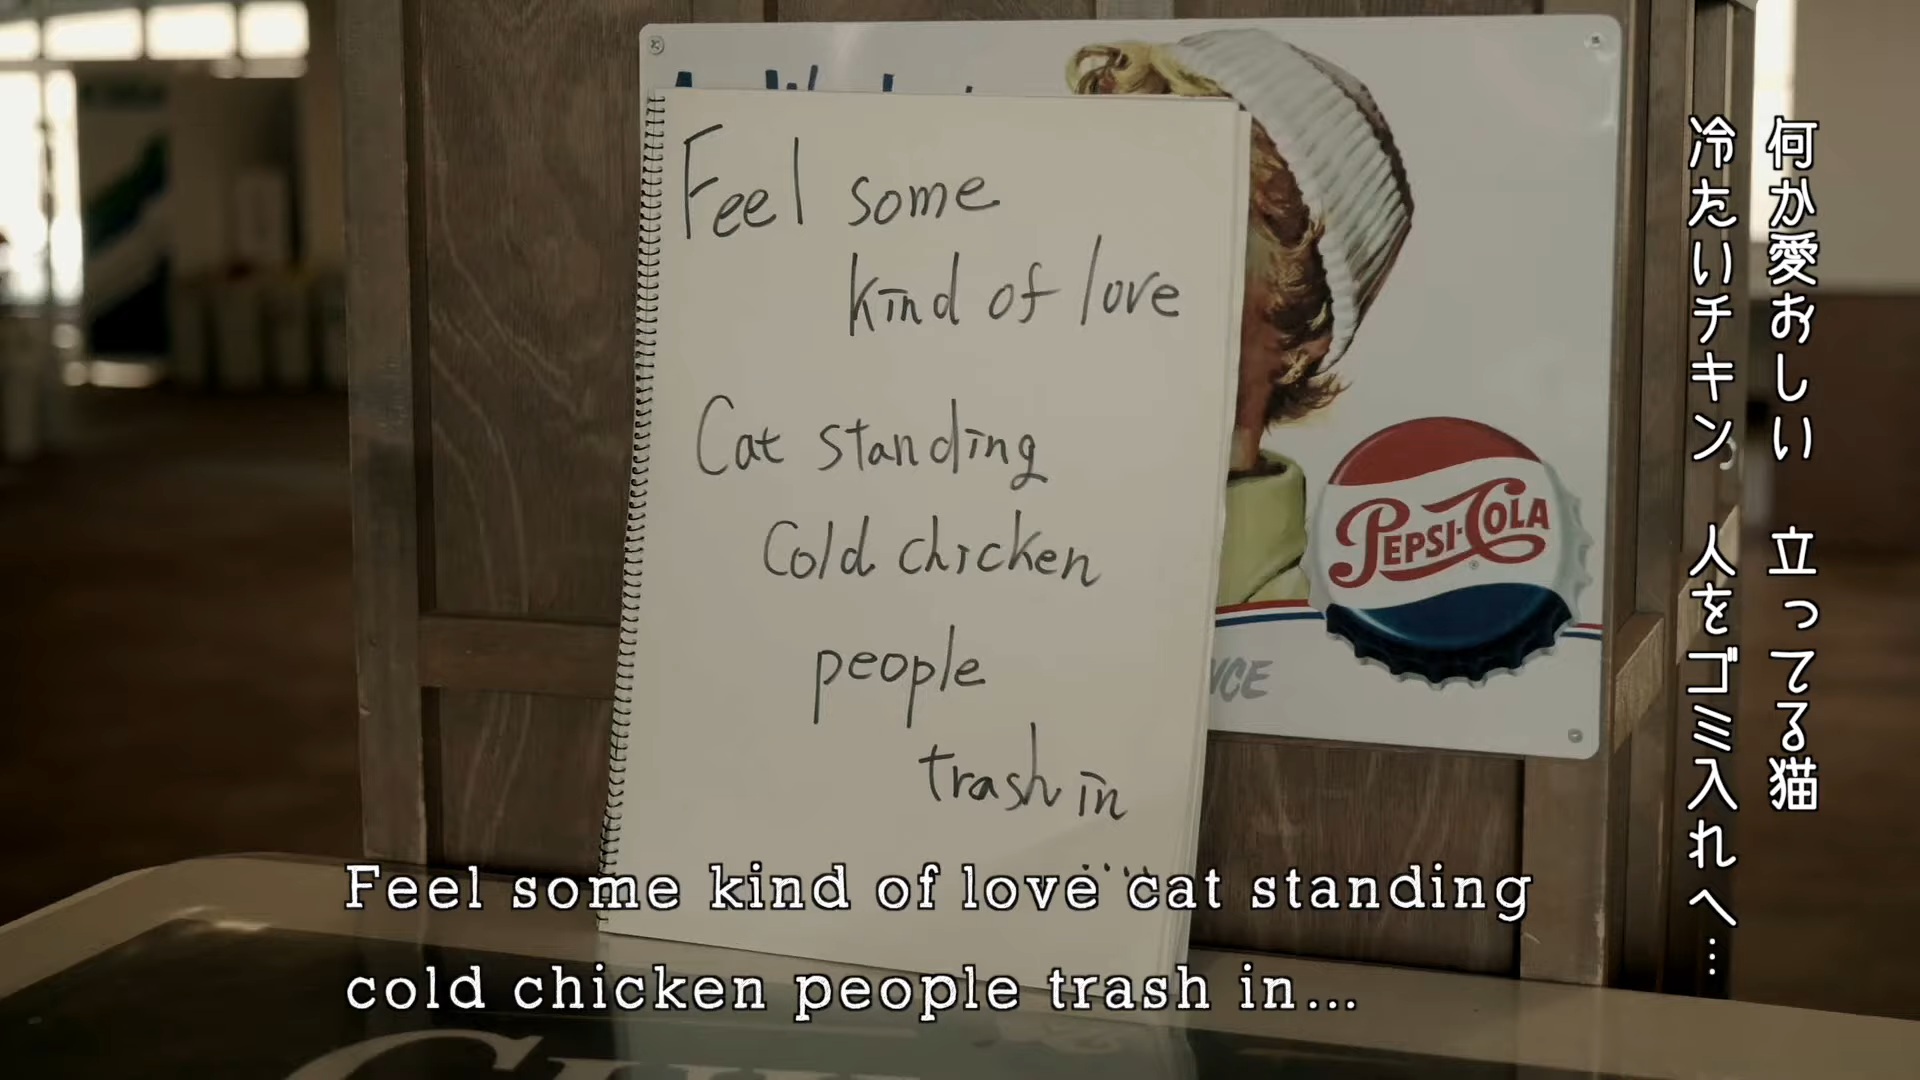 Feel some
kind of love
Cat standing
Cold chicken
people
trash in
....
PEPSI-COLA
何か愛おしい 立ってる猫
冷たいチキン 人をゴミ入れへ…
Feel some kind of love cat standing
cold chicken people trash in...